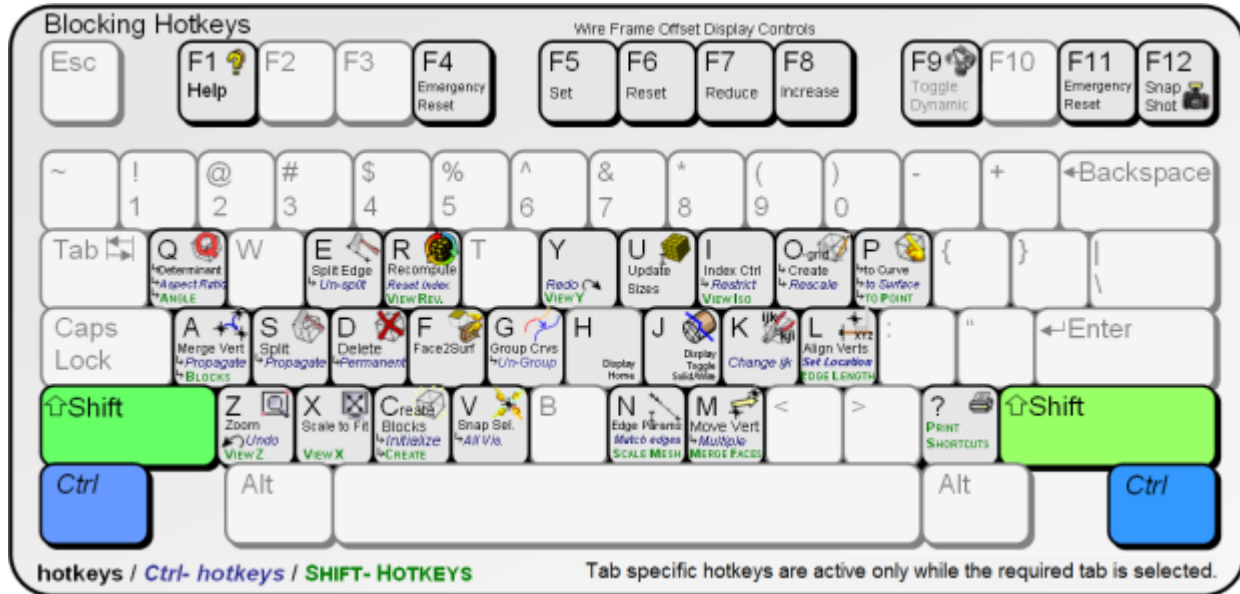 Blocking Hotkeys
Wire Frame Offset Display Controls
Esc
F1
Help
F2
F3
F4
Emergency
Reset
F5
Set
F6
Reset
F7
Reduce
F8
Increase
F9
Toggle
Dynamic
F10
F11
Emergency
Reset
F12
Snap
Shot
~
! 1
@ 2
# 3
$ 4
% 5
^ 6
& 7
* 8
( 9
) 0
-
+
Backspace
Tab
Q
Determinant
Aspect Ratio
ANGLE
W
E
Split Edge
Un-split
R
Recompute
Reset Index
VIEW REV.
T
Y
Redo
VIEW Y
U
Update
Sizes
I
Index Ctrl
Restrict
VIEW ISO
O-grid
Create
Rescale
P
to Curve
to Surface
TO POINT
{
}
|
\
Caps
Lock
A
Merge Vert
Propagate
BLOCKS
S
Split
Propagate
D
Delete
Permanent
F
Face2Surf
G
Group Crvs
Un-Group
H
Display
Home
J
Display
Toggle
Solid/Wire
K
Change ijk
L
XYZ
Align Verts
Set Location
EDGE LENGTH
:
"
Enter
Shift
Z
Zoom
Undo
VIEW Z
X
Scale to Fit
VIEW X
Create
Blocks
Initialize
CREATE
V
Snap Sel.
All Vis.
B
N
Edge Params
Match edges
SCALE MESH
M
Move Vert
Multiple
MERGE FACES
<
>
?
PRINT
SHORTCUTS
Shift
Ctrl
Alt
Alt
Ctrl
hotkeys / Ctrl- hotkeys / SHIFT- HOTKEYS
Tab specific hotkeys are active only while the required tab is selected.